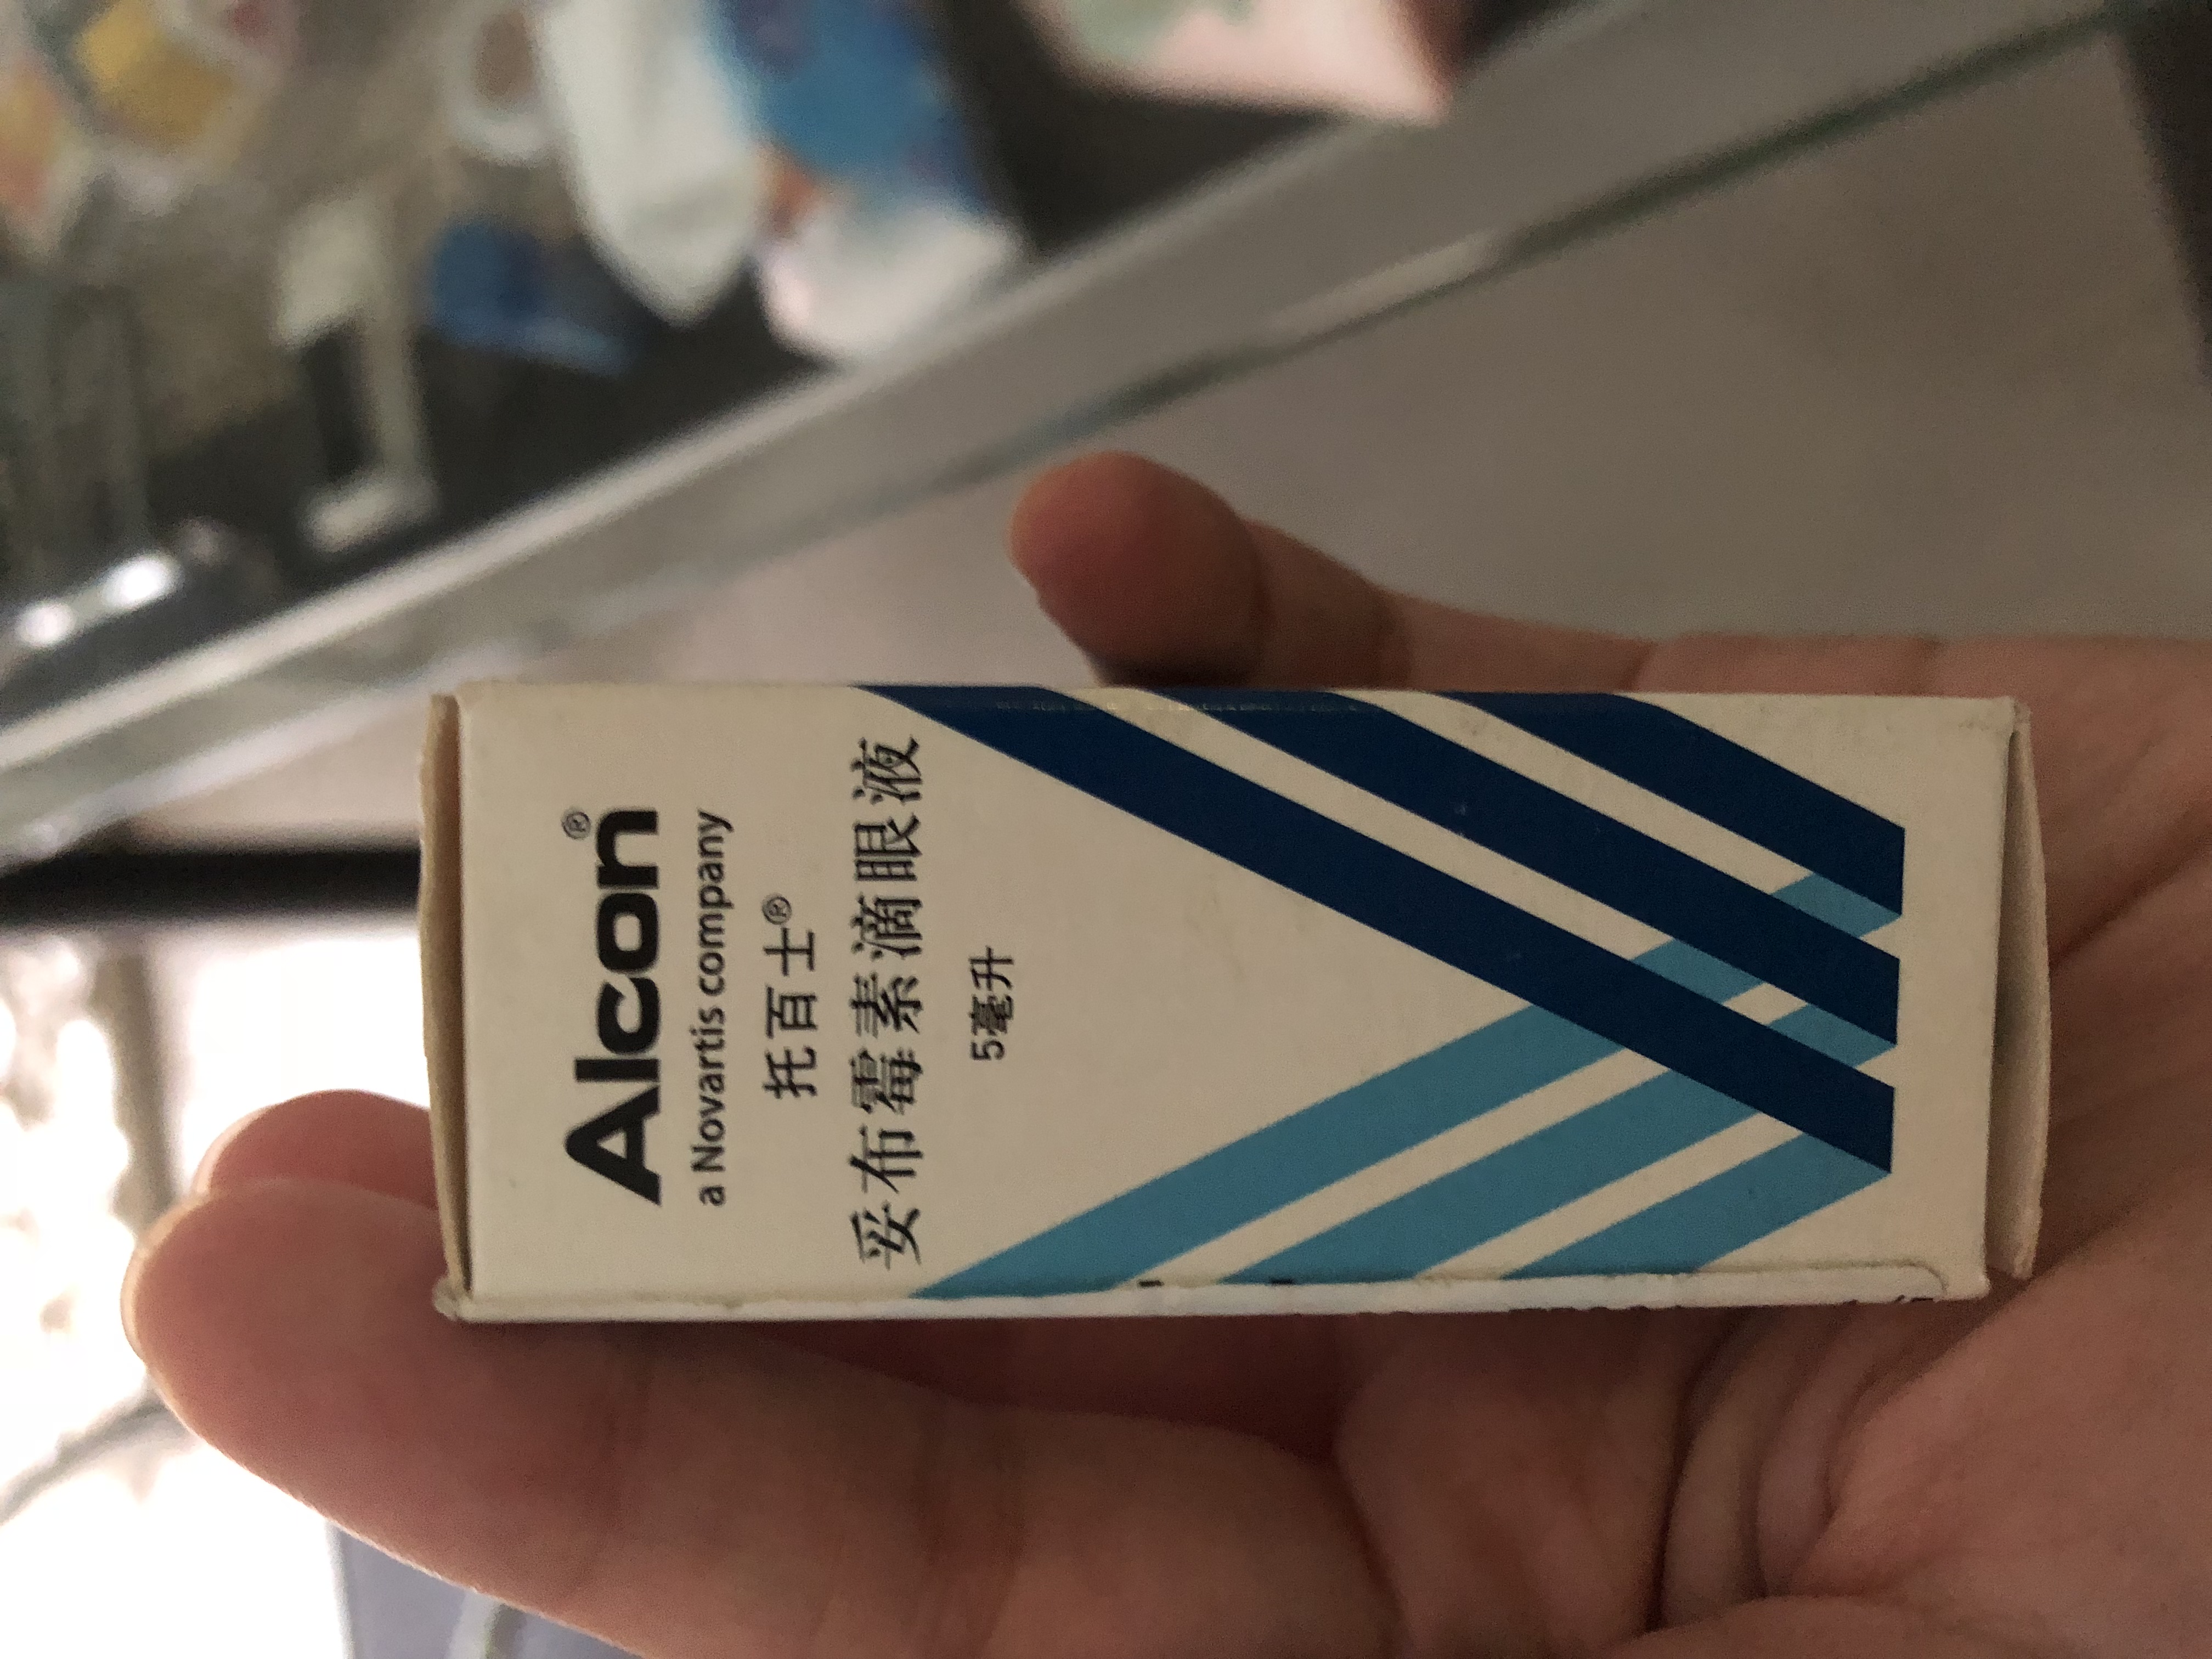 Alcon®
a Novartis company
托百士®
妥布霉素滴眼液
5毫升